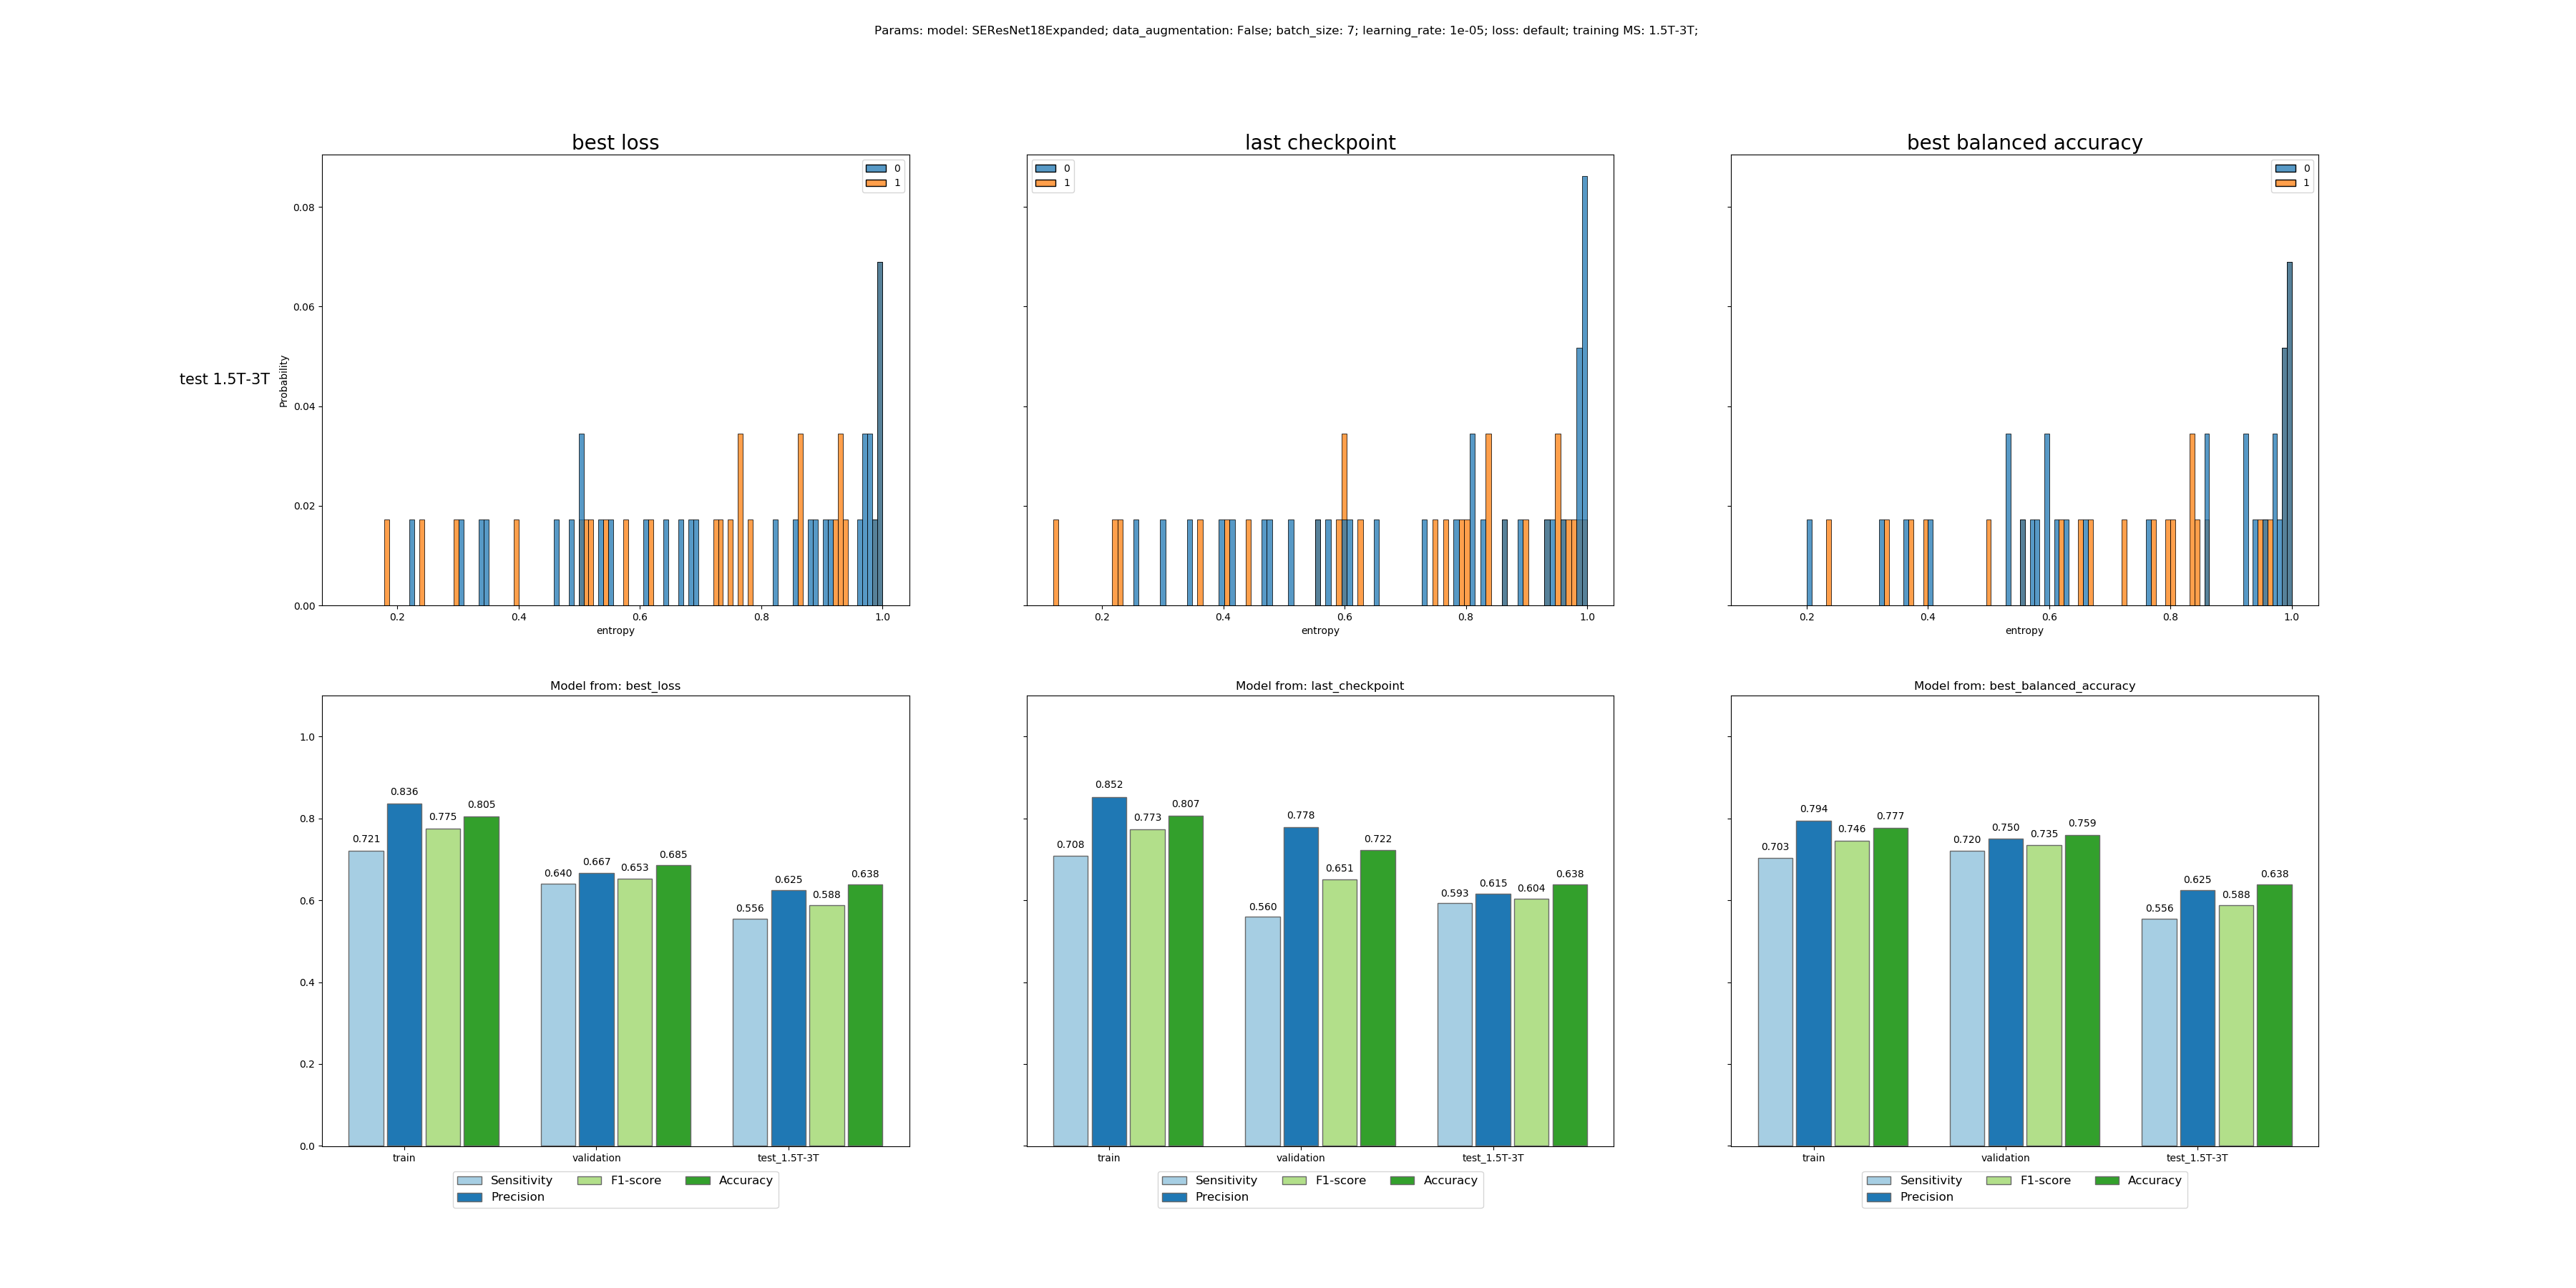 Params: model: SEResNet18Expanded; data_augmentation: False; batch_size: 7; learning_rate: 1e-05; loss: default; training MS: 1.5T-3T;
best loss
last checkpoint
best balanced accuracy
test 1.5T-3T
Probability
0.08
0.06
0.04
0.02
0.00
0
1
0.2 0.4 0.6 0.8 1.0
entropy
0
1
0.2 0.4 0.6 0.8 1.0
entropy
0
1
0.2 0.4 0.6 0.8 1.0
entropy
Model from: best_loss
1.0
0.8
0.6
0.4
0.2
0.0
0.721 0.836 0.775 0.805
0.640 0.667 0.653 0.685
0.556 0.625 0.588 0.638
train validation test_1.5T-3T
Sensitivity F1-score Accuracy
Precision
Model from: last_checkpoint
0.708 0.852 0.773 0.807
0.560 0.778 0.651 0.722
0.593 0.615 0.604 0.638
train validation test_1.5T-3T
Sensitivity F1-score Accuracy
Precision
Model from: best_balanced_accuracy
0.703 0.794 0.746 0.777
0.720 0.750 0.735 0.759
0.556 0.625 0.588 0.638
train validation test_1.5T-3T
Sensitivity F1-score Accuracy
Precision